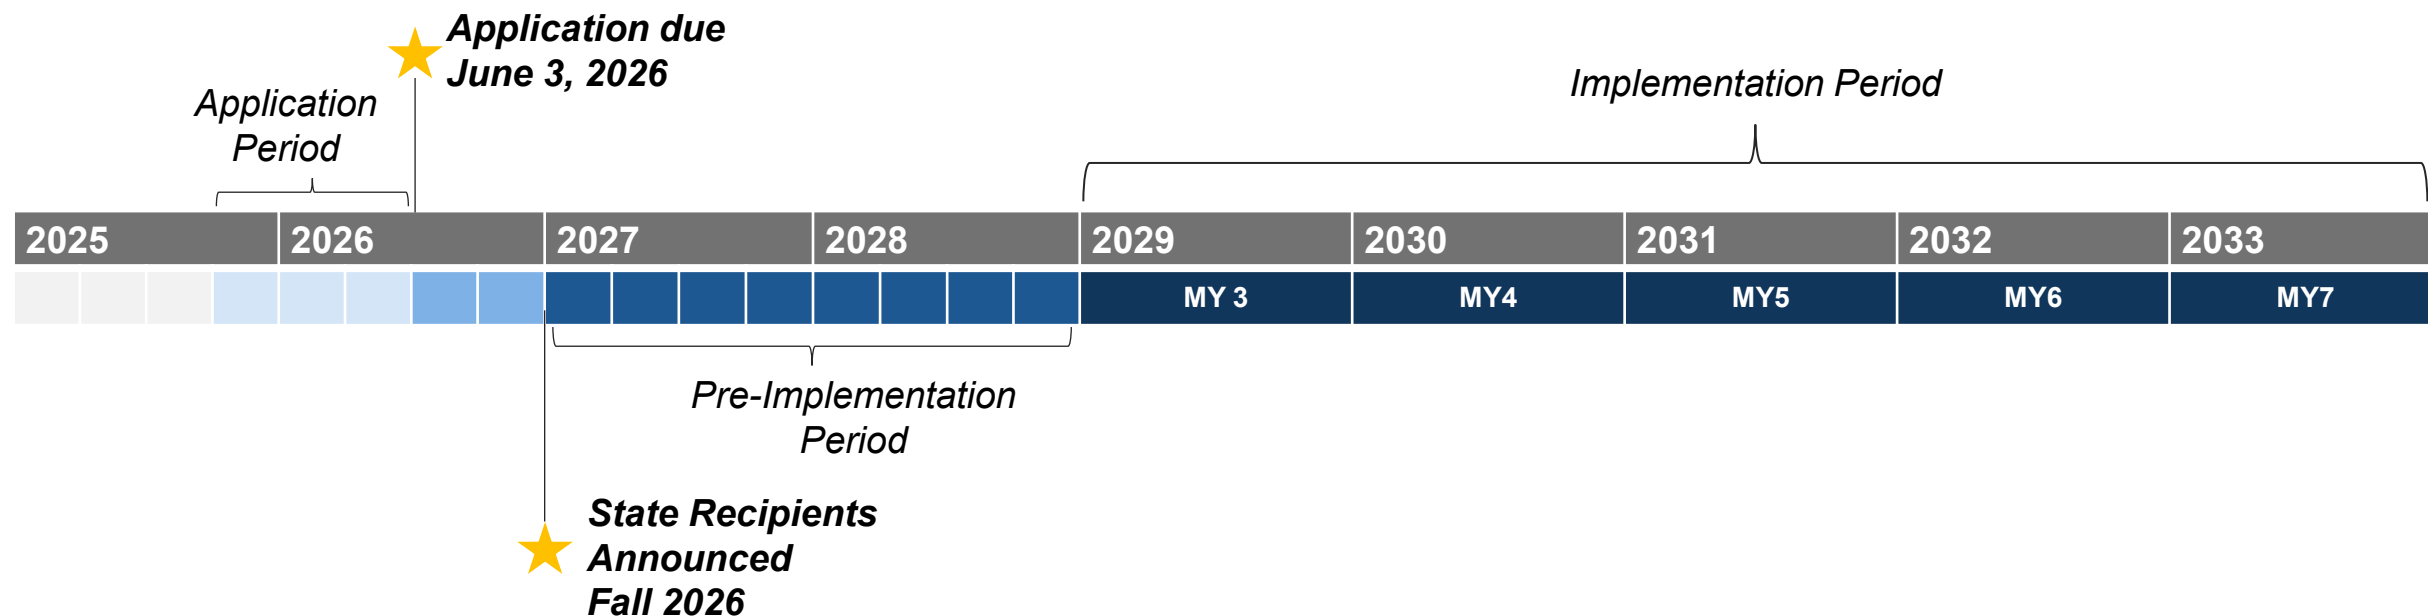 Application due
June 3, 2026
Application
Period
Implementation Period
2025 2026 2027 2028 2029 2030 2031 2032 2033
MY 3 MY4 MY5 MY6 MY7
Pre-Implementation
Period
State Recipients
Announced
Fall 2026